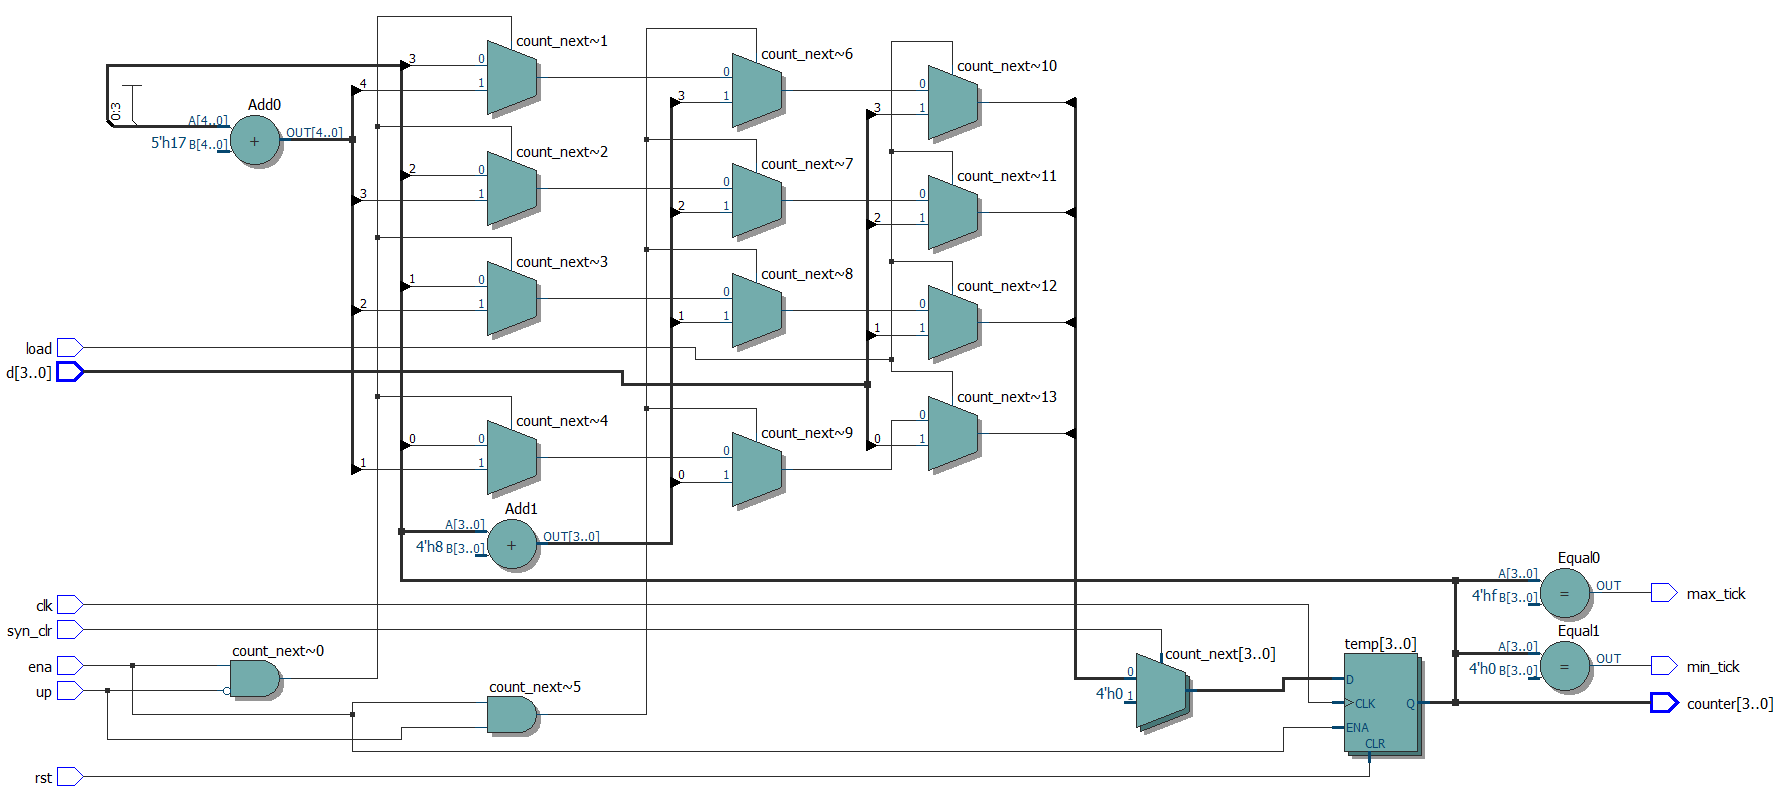 count_next~1
count_next~6
count_next~10
3
0
0
0
4
1
3
1
3
1
0:3
Add0
A[4..0]
OUT[4..0]
5'h17 B[4..0]
+
count_next~2
count_next~7
count_next~11
2
0
0
0
3
1
2
1
2
1
count_next~3
count_next~8
count_next~12
1
0
0
0
2
1
1
1
1
1
load
d[3..0]
count_next~4
count_next~9
count_next~13
0
0
0
0
1
1
0
1
0
1
Add1
A[3..0]
OUT[3..0]
4'h8 B[3..0]
+
Equal0
A[3..0]
OUT
4'hf B[3..0]
=
max_tick
clk
syn_clr
Equal1
A[3..0]
OUT
4'h0 B[3..0]
=
min_tick
count_next~0
ena
up
count_next[3..0]
0
4'h0 1
temp[3..0]
D
CLK
Q
ENA
CLR
counter[3..0]
count_next~5
rst